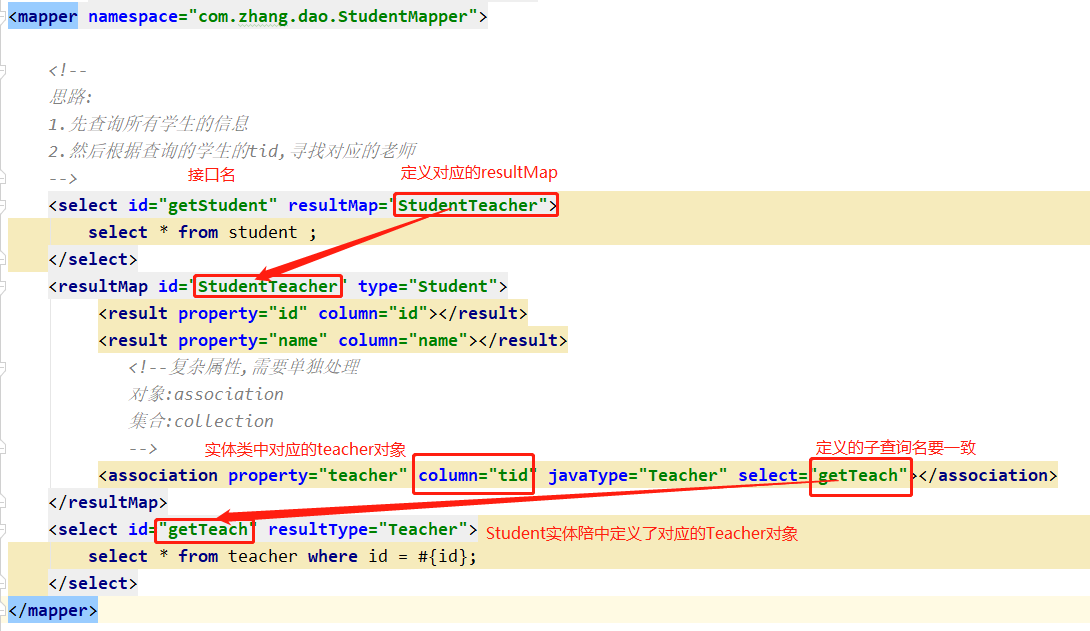 <mapper namespace="com.zhang.dao.StudentMapper">
<!--
思路:
1.先查询所有学生的信息
2.然后根据查询的学生的tid,寻找对应的老师
-->
接口名
定义对应的resultMap
<select id="getStudent" resultMap="StudentTeacher">
select * from student ;
</select>
<resultMap id="StudentTeacher" type="Student">
<result property="id" column="id"></result>
<result property="name" column="name"></result>
<!--复杂属性,需要单独处理
对象:association
集合:collection
-->
实体类中对应的teacher对象
定义的子查询名要一致
<association property="teacher" column="tid" javaType="Teacher" select="getTeach"></association>
</resultMap>
<select id="getTeach" resultType="Teacher">
Student实体陪中定义了对应的Teacher对象
select * from teacher where id = #{id};
</select>
</mapper>